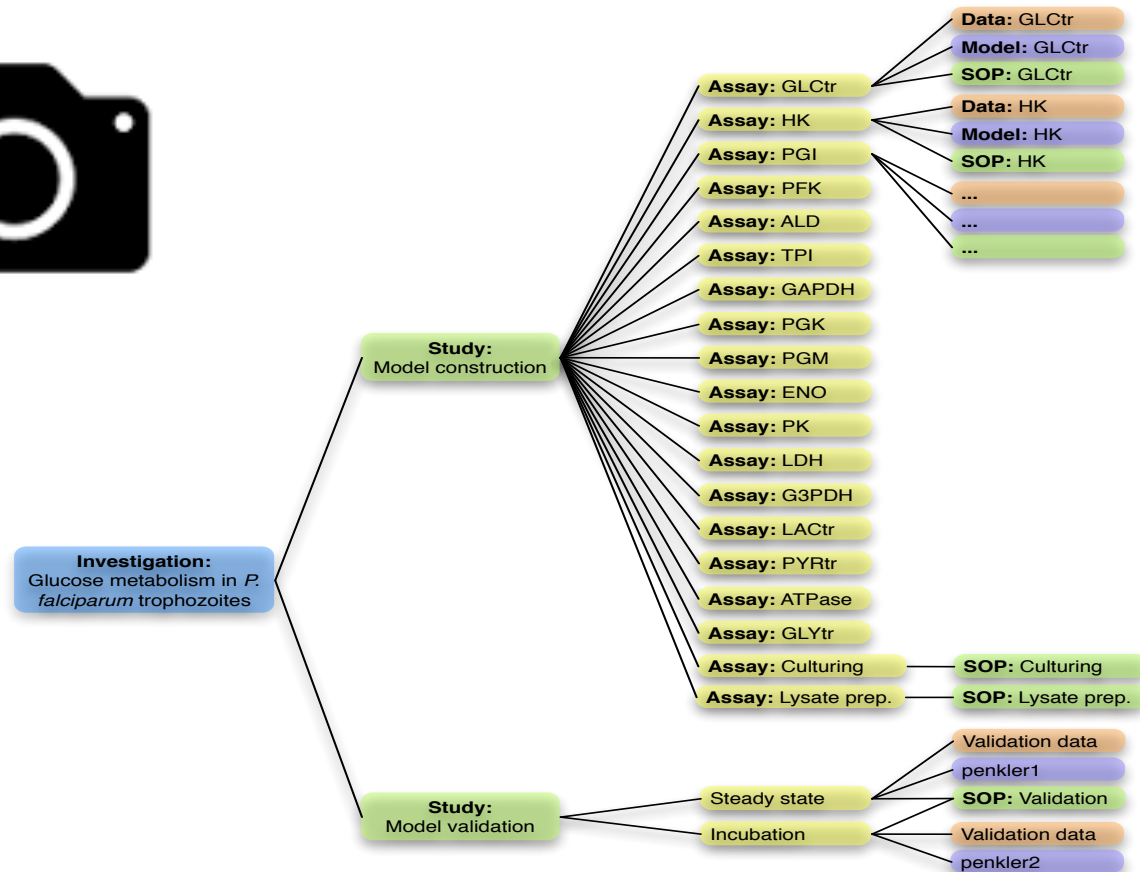 Data: GLCtr
Model: GLCtr
SOP: GLCtr
Assay: GLCtr
Data: HK
Assay: HK
Model: HK
SOP: HK
Assay: PGI
...
Assay: PFK
...
Assay: ALD
...
Assay: TPI
Assay: GAPDH
Assay: PGK
Study:
Model construction
Assay: PGM
Assay: ENO
Assay: PK
Assay: LDH
Assay: G3PDH
Assay: LACtr
Investigation:
Glucose metabolism in P.
falciparum trophozoites
Assay: PYRtr
Assay: ATPase
Assay: GLYtr
Assay: Culturing
SOP: Culturing
Assay: Lysate prep.
SOP: Lysate prep.
Validation data
penkler1
Steady state
SOP: Validation
Study:
Model validation
Incubation
Validation data
penkler2